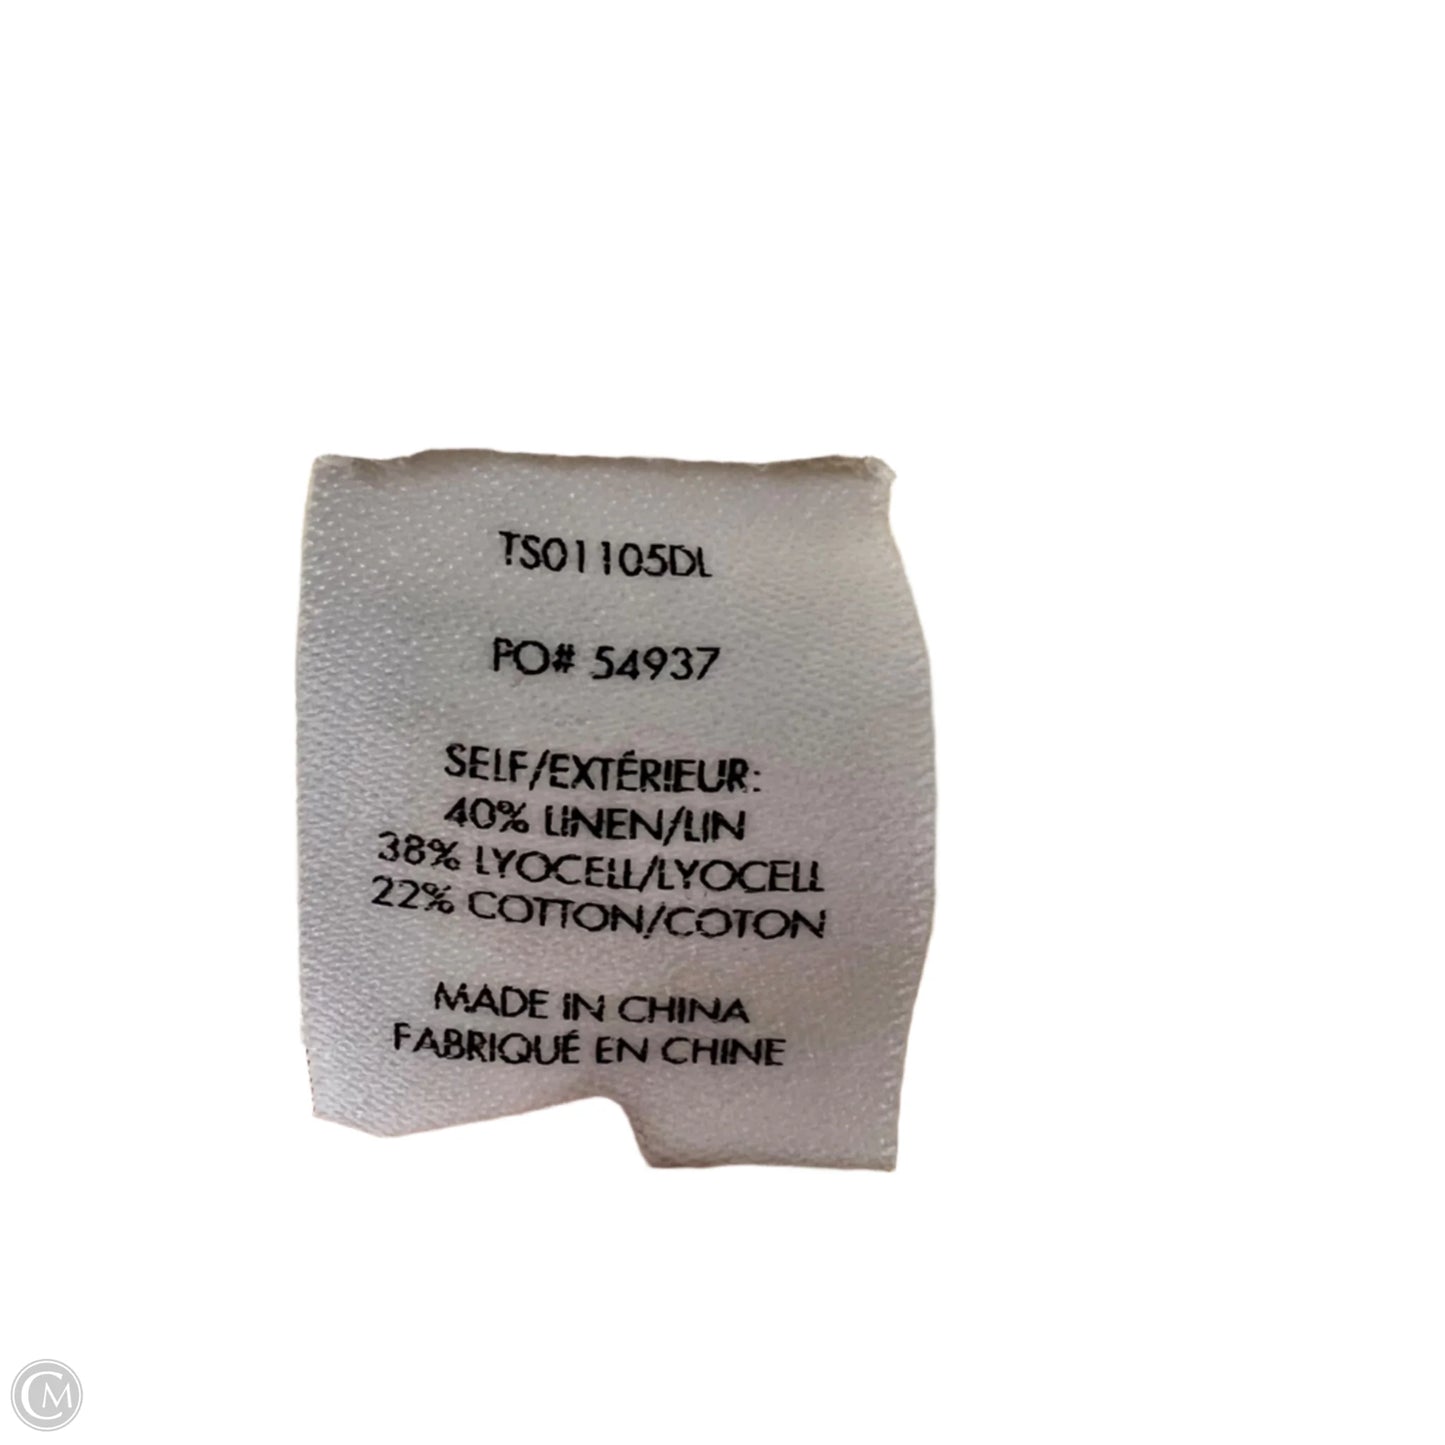 TS01105DL
PO# 54937
SELF/EXTÉRIEUR:
40% LINEN/LIN
38% LYOCELL/LYOCELL
22% COTTON/COTON
MADE IN CHINA
FABRIQUÉ EN CHINE
CM